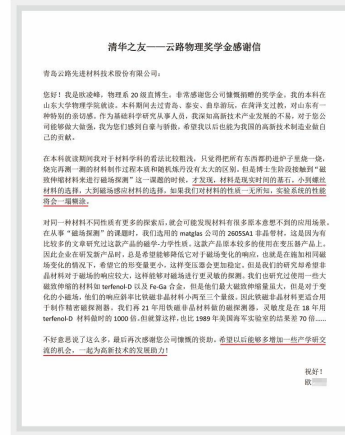 清华之友——云路物理奖学金感谢信
青岛云路先进材料技术股份有限公司：
您好！我是欧凌峰，物理系 20 级直博生。非常感谢您公司慷慨捐赠的奖学金。我的本科在
山东大学物理学院就读。本科期间去过青岛、泰安、曲阜游玩，在菏泽支过教，对山东有一
种特别的亲切感。作为基础科学研究从事人员，我深知高新技术产业发展的不易，对于您公
司能够做大做强，我为您们感到自豪与骄傲，希望我以后也能为我国的高新技术制造业做自
己的贡献。
在本科就读期间我对于材料学科的看法比较粗浅，只觉得把所有东西都扔进炉子里烧一烧，
烧完再测一测的材料制作过程本质和随机炼丹没有太大的区别。但是博士生阶段接触到“磁
致伸缩材料来进行磁场探测”这一课题的时候，才发现，材料是现实时间的基石。小到螺丝
材料的选择，大到磁场感应材料的选择。如果我们对材料的性质一无所知，实验系统的性能
将会一塌糊涂。
对同一种材料不同性质有更多的探索后，就会可能发现材料有很多原本意想不到的应用场景。
在从事“磁场探测”的课题时，我们选用的 matglas 公司的 2605SA1 非晶带材，这是因为有
比较多的文章研究过这款产品的磁学-力学性质。这款产品原本较多的使用在变压器产品上。
因此企业在研发新产品时，总是希望能够降低它对于磁场变化的响应，也就是在施加相同磁
场变化的情况下，希望它的形变量更小，这样变压器会更加稳定。但是我们的研究却希望非
晶材料对于磁场的响应较大，这样能够对磁场进行更灵敏的探测。我们也研究过使用一些大
磁致伸缩的材料如 terfenol-D 以及 Fe-Ga 合金，但是他们最大磁致伸缩量虽大，但是对于变
化的小磁场，他们的响应斜率比铁磁非晶材料小两至三个量级。因此铁磁非晶材料更适合用
于制作精密磁探测器。我们再 21 年用铁磁非晶材料做的磁探测器，灵敏度是在 18 年用
terfenol-D 材料做时的 1000 倍。但就算这样，也比 1989 年美国海军实验室的结果差 70 倍……
不好意思说了这么多，最后再次感谢您公司慷慨的资助。希望以后能够多增加一些产学研交
流的机会，一起为高新技术的发展助力！
祝好！
欧